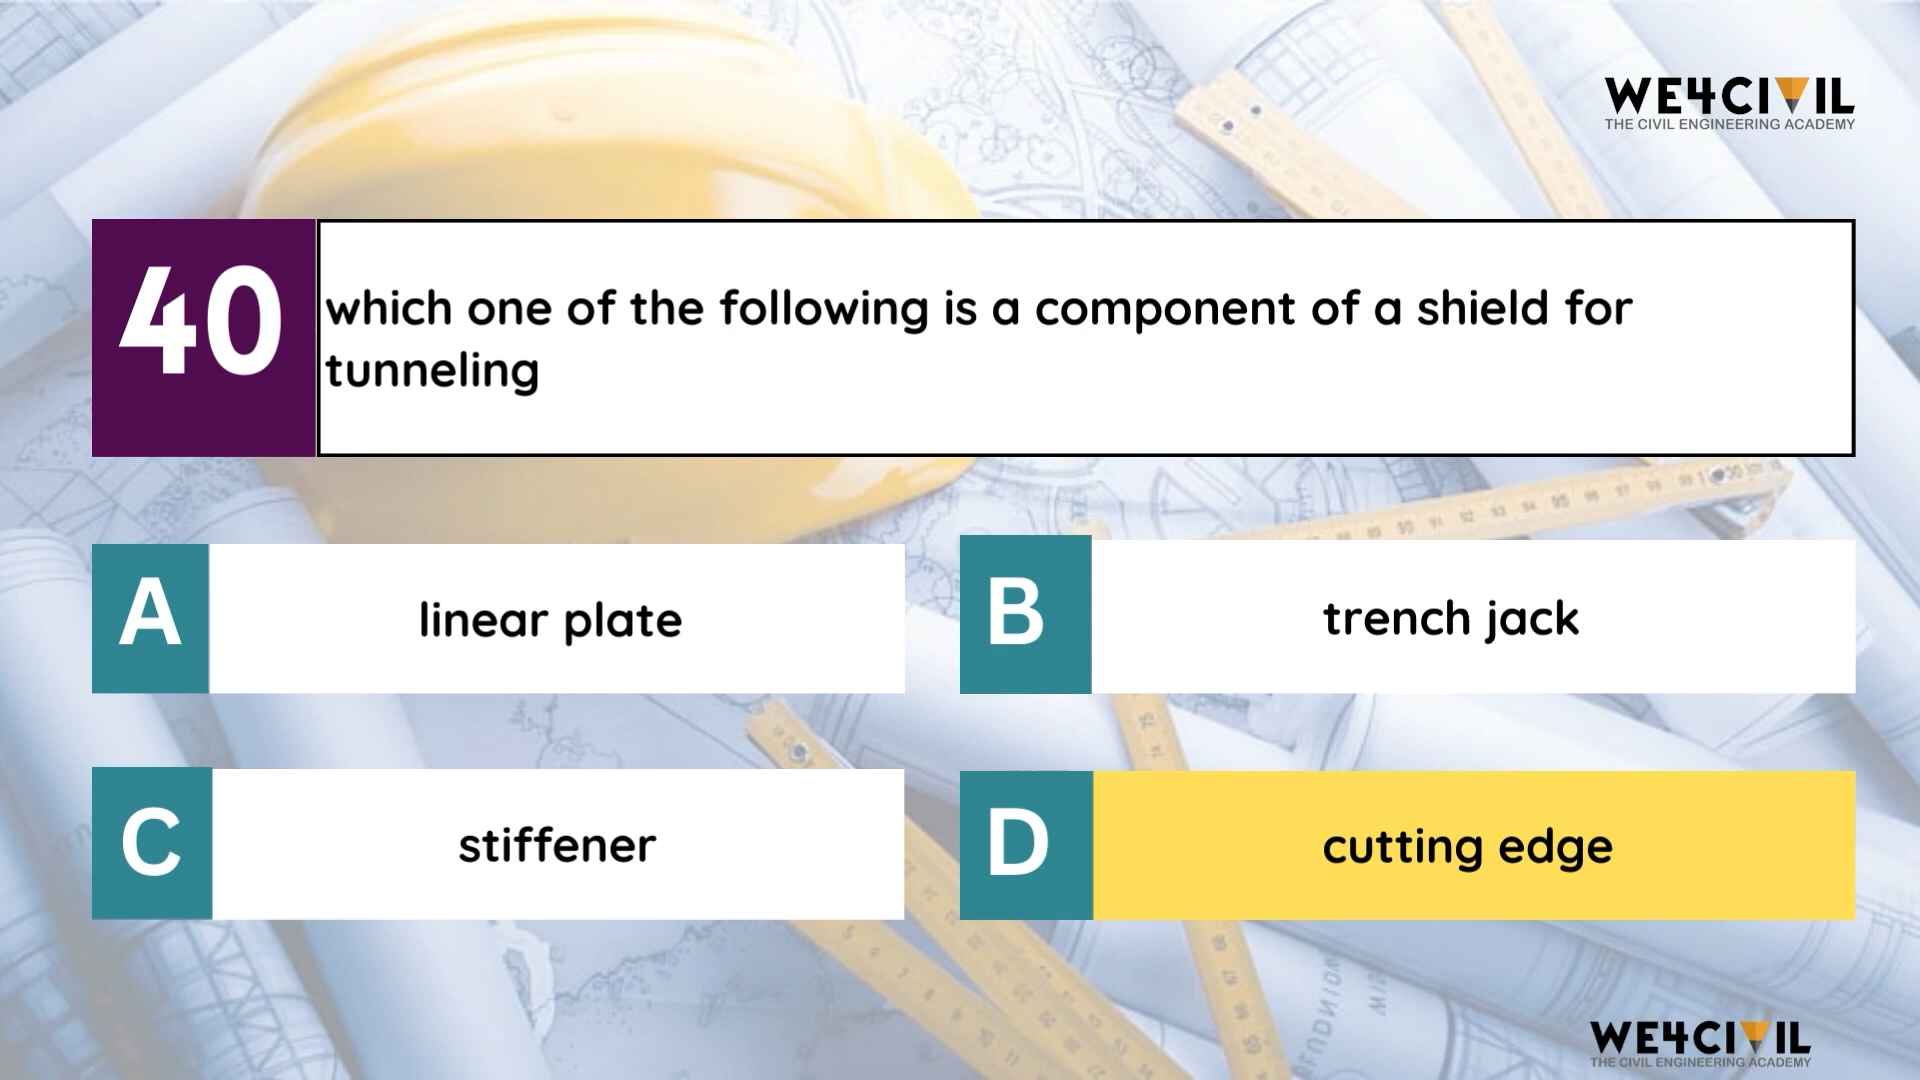 WE4CIVIL
THE CIVIL ENGINEERING ACADEMY
40
which one of the following is a component of a shield for
tunneling
A
linear plate
B
trench jack
C
stiffener
D
cutting edge
WE4CIVIL
THE CIVIL ENGINEERING ACADEMY